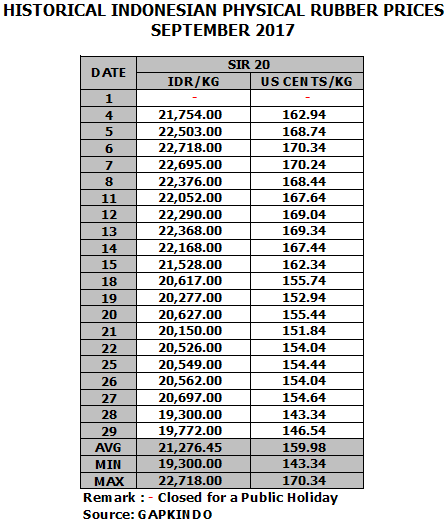 HISTORICAL INDONESIAN PHYSICAL RUBBER PRICES
SEPTEMBER 2017
DATE SIR 20
IDR/KG US CENTS/KG
1 - -
4 21,754.00 162.94
5 22,503.00 168.74
6 22,718.00 170.34
7 22,695.00 170.24
8 22,376.00 168.44
11 22,052.00 167.64
12 22,290.00 169.04
13 22,368.00 169.34
14 22,168.00 167.44
15 21,528.00 162.34
18 20,617.00 155.74
19 20,277.00 152.94
20 20,627.00 155.44
21 20,150.00 151.84
22 20,526.00 154.04
25 20,549.00 154.44
26 20,562.00 154.04
27 20,697.00 154.64
28 19,300.00 143.34
29 19,772.00 146.54
AVG 21,276.45 159.98
MIN 19,300.00 143.34
MAX 22,718.00 170.34
Remark : - Closed for a Public Holiday
Source: GAPKINDO